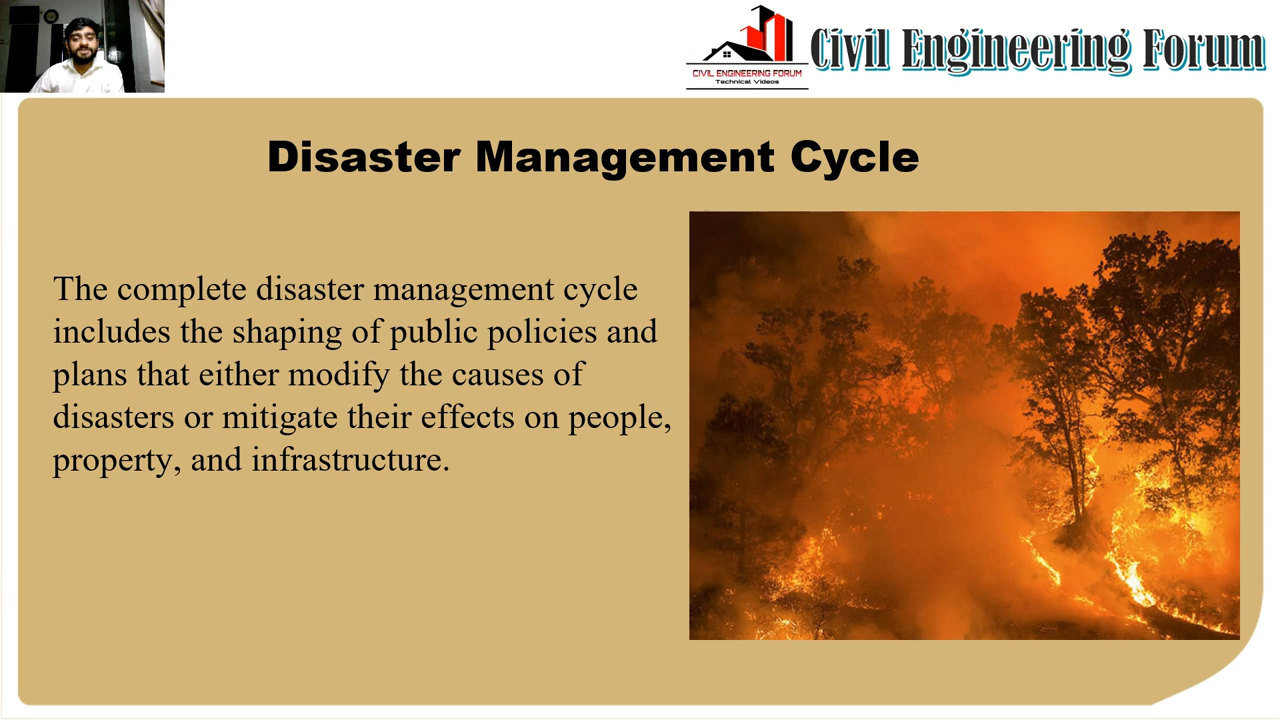 CIVIL ENGINEERING FORUM
Technical Videos
Civil Engineering Forum
Disaster Management Cycle
The complete disaster management cycle
includes the shaping of public policies and
plans that either modify the causes of
disasters or mitigate their effects on people,
property, and infrastructure.